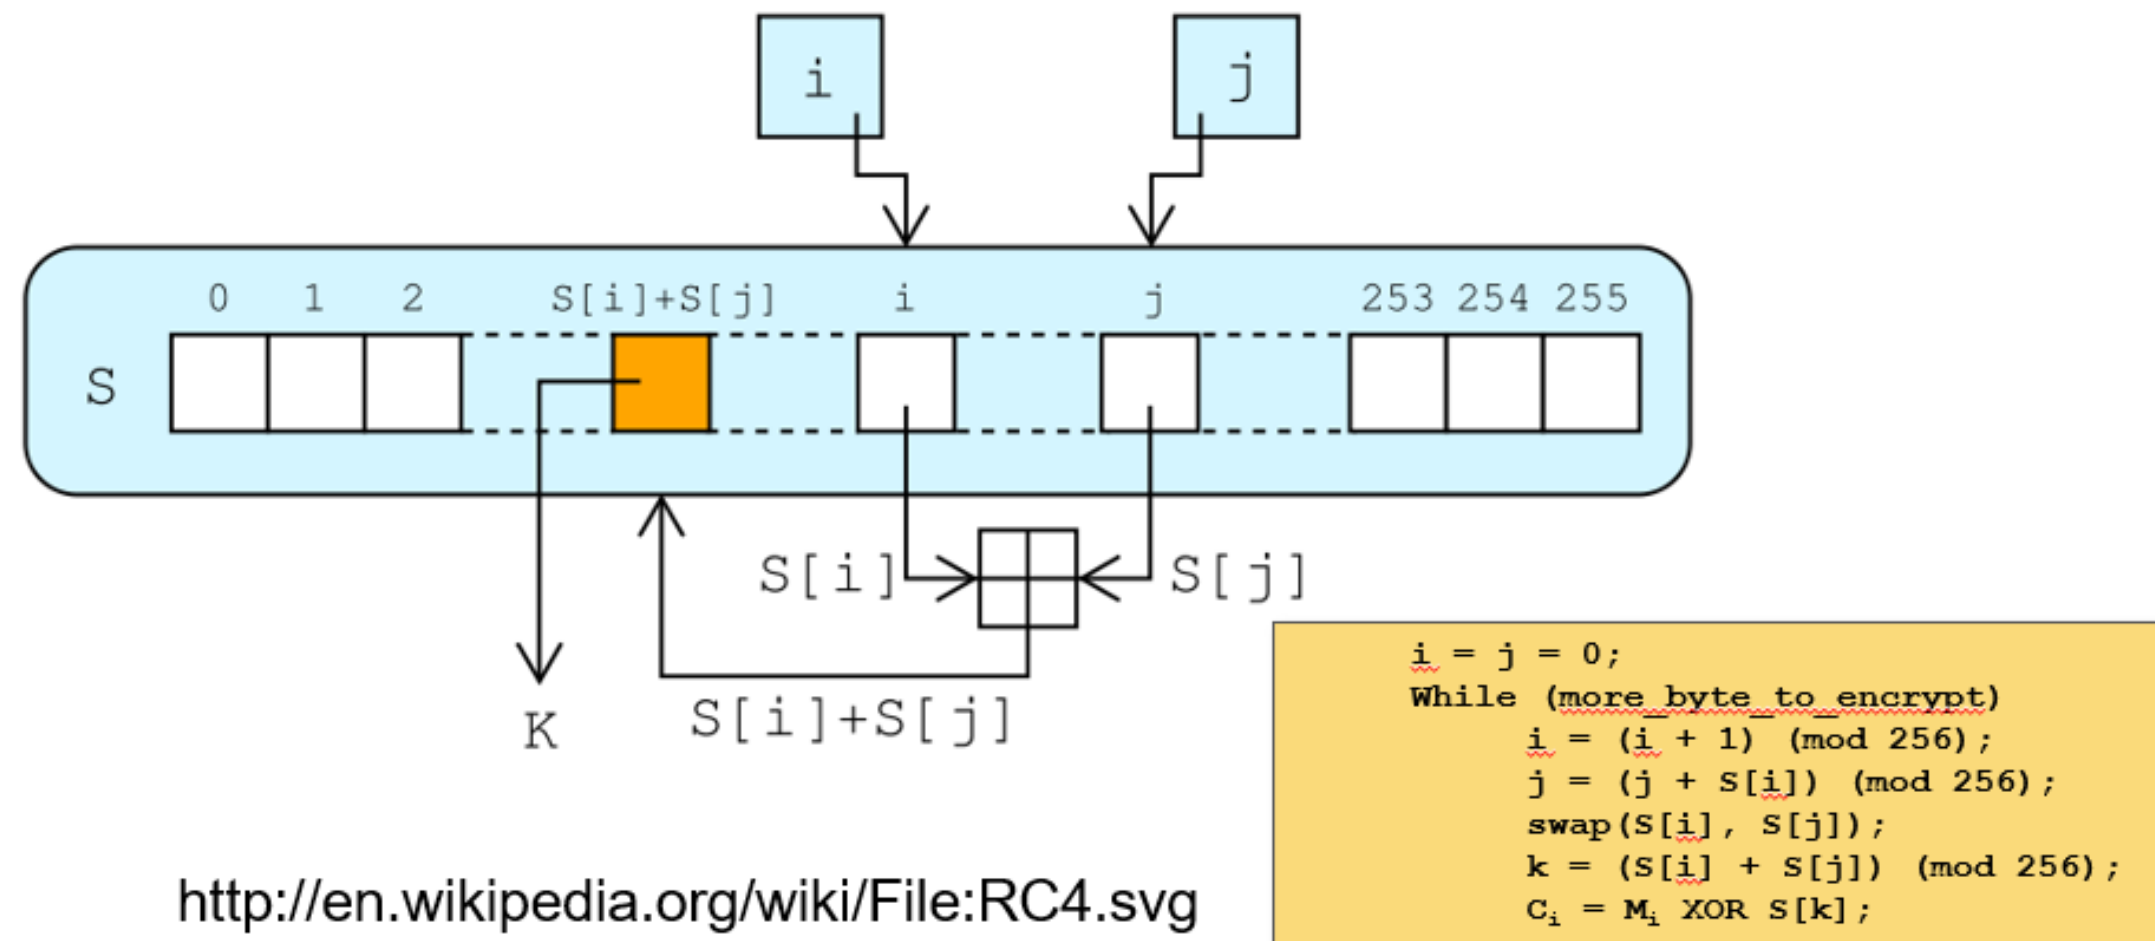 i
j
0 1 2 S[i]+S[j] i j 253 254 255
S
S[i] S[j]
S[i]+S[j]
K
i = j = 0;
While (more_byte_to_encrypt)
i = (i + 1) (mod 256);
j = (j + S[i]) (mod 256);
swap(S[i], S[j]);
k = (S[i] + S[j]) (mod 256);
Ci = Mi XOR S[k];
http://en.wikipedia.org/wiki/File:RC4.svg